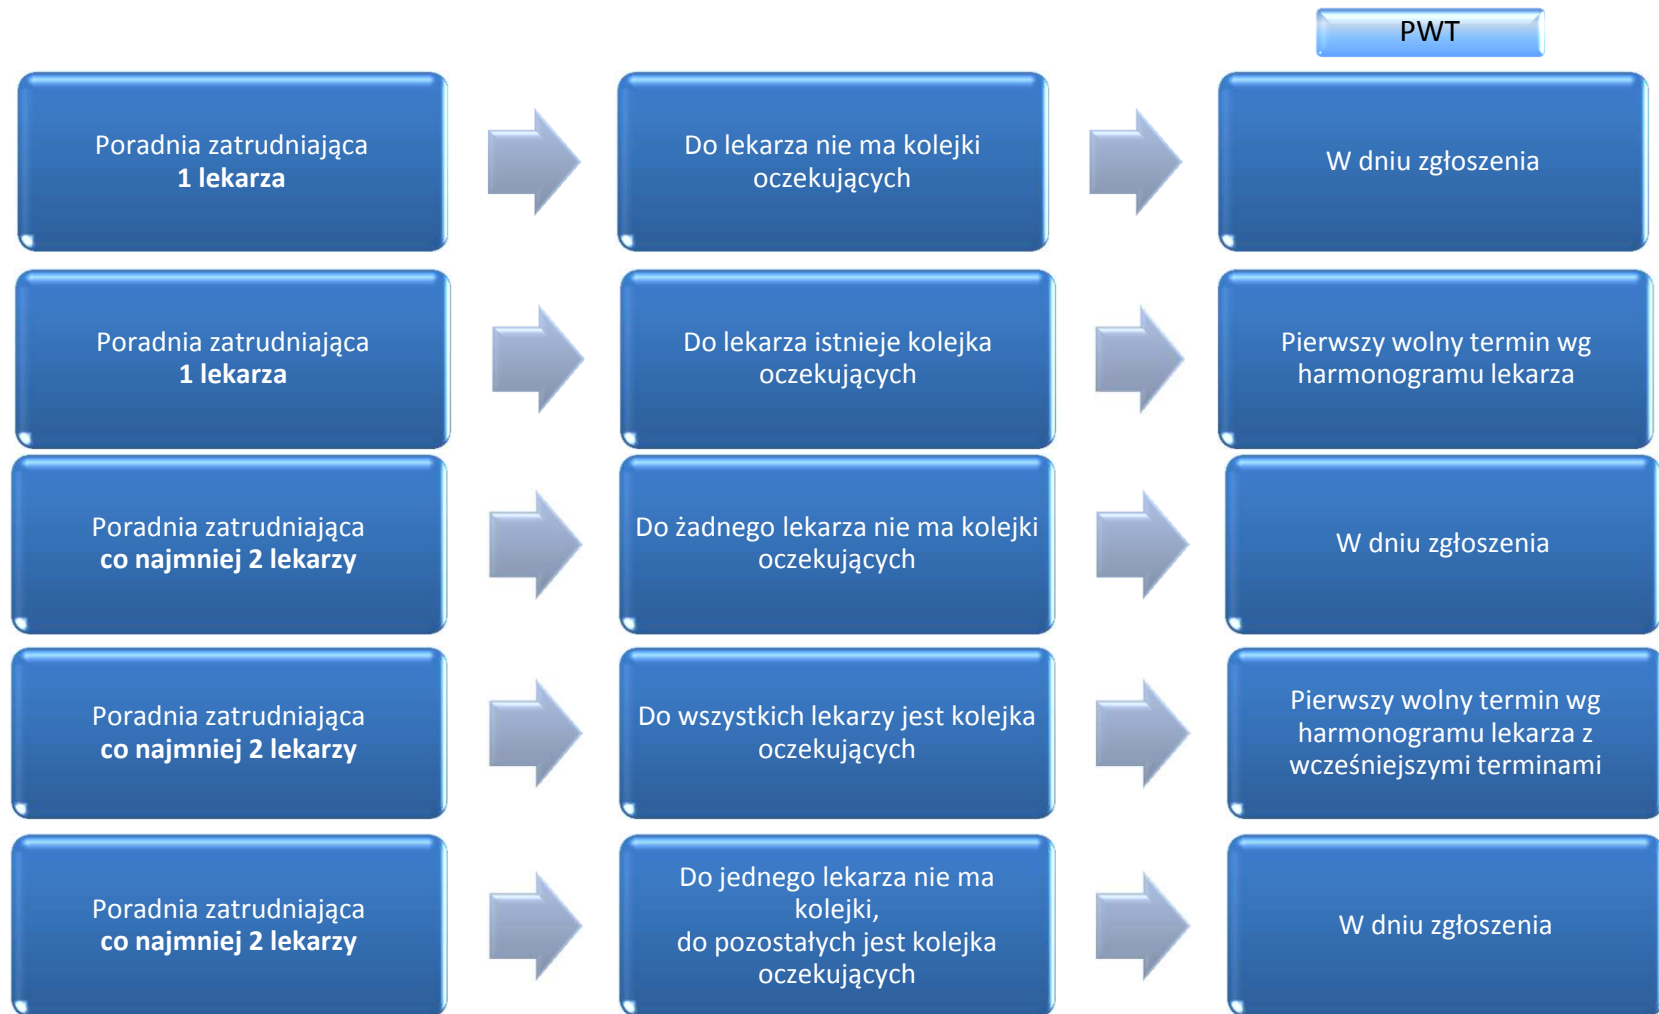 PWT
Poradnia zatrudniająca
1 lekarza
Do lekarza nie ma kolejki
oczekujących
W dniu zgłoszenia
Poradnia zatrudniająca
1 lekarza
Do lekarza istnieje kolejka
oczekujących
Pierwszy wolny termin wg
harmonogramu lekarza
Poradnia zatrudniająca
co najmniej 2 lekarzy
Do żadnego lekarza nie ma kolejki
oczekujących
W dniu zgłoszenia
Poradnia zatrudniająca
co najmniej 2 lekarzy
Do wszystkich lekarzy jest kolejka
oczekujących
Pierwszy wolny termin wg
harmonogramu lekarza z
wcześniejszymi terminami
Poradnia zatrudniająca
co najmniej 2 lekarzy
Do jednego lekarza nie ma
kolejki,
do pozostałych jest kolejka
oczekujących
W dniu zgłoszenia